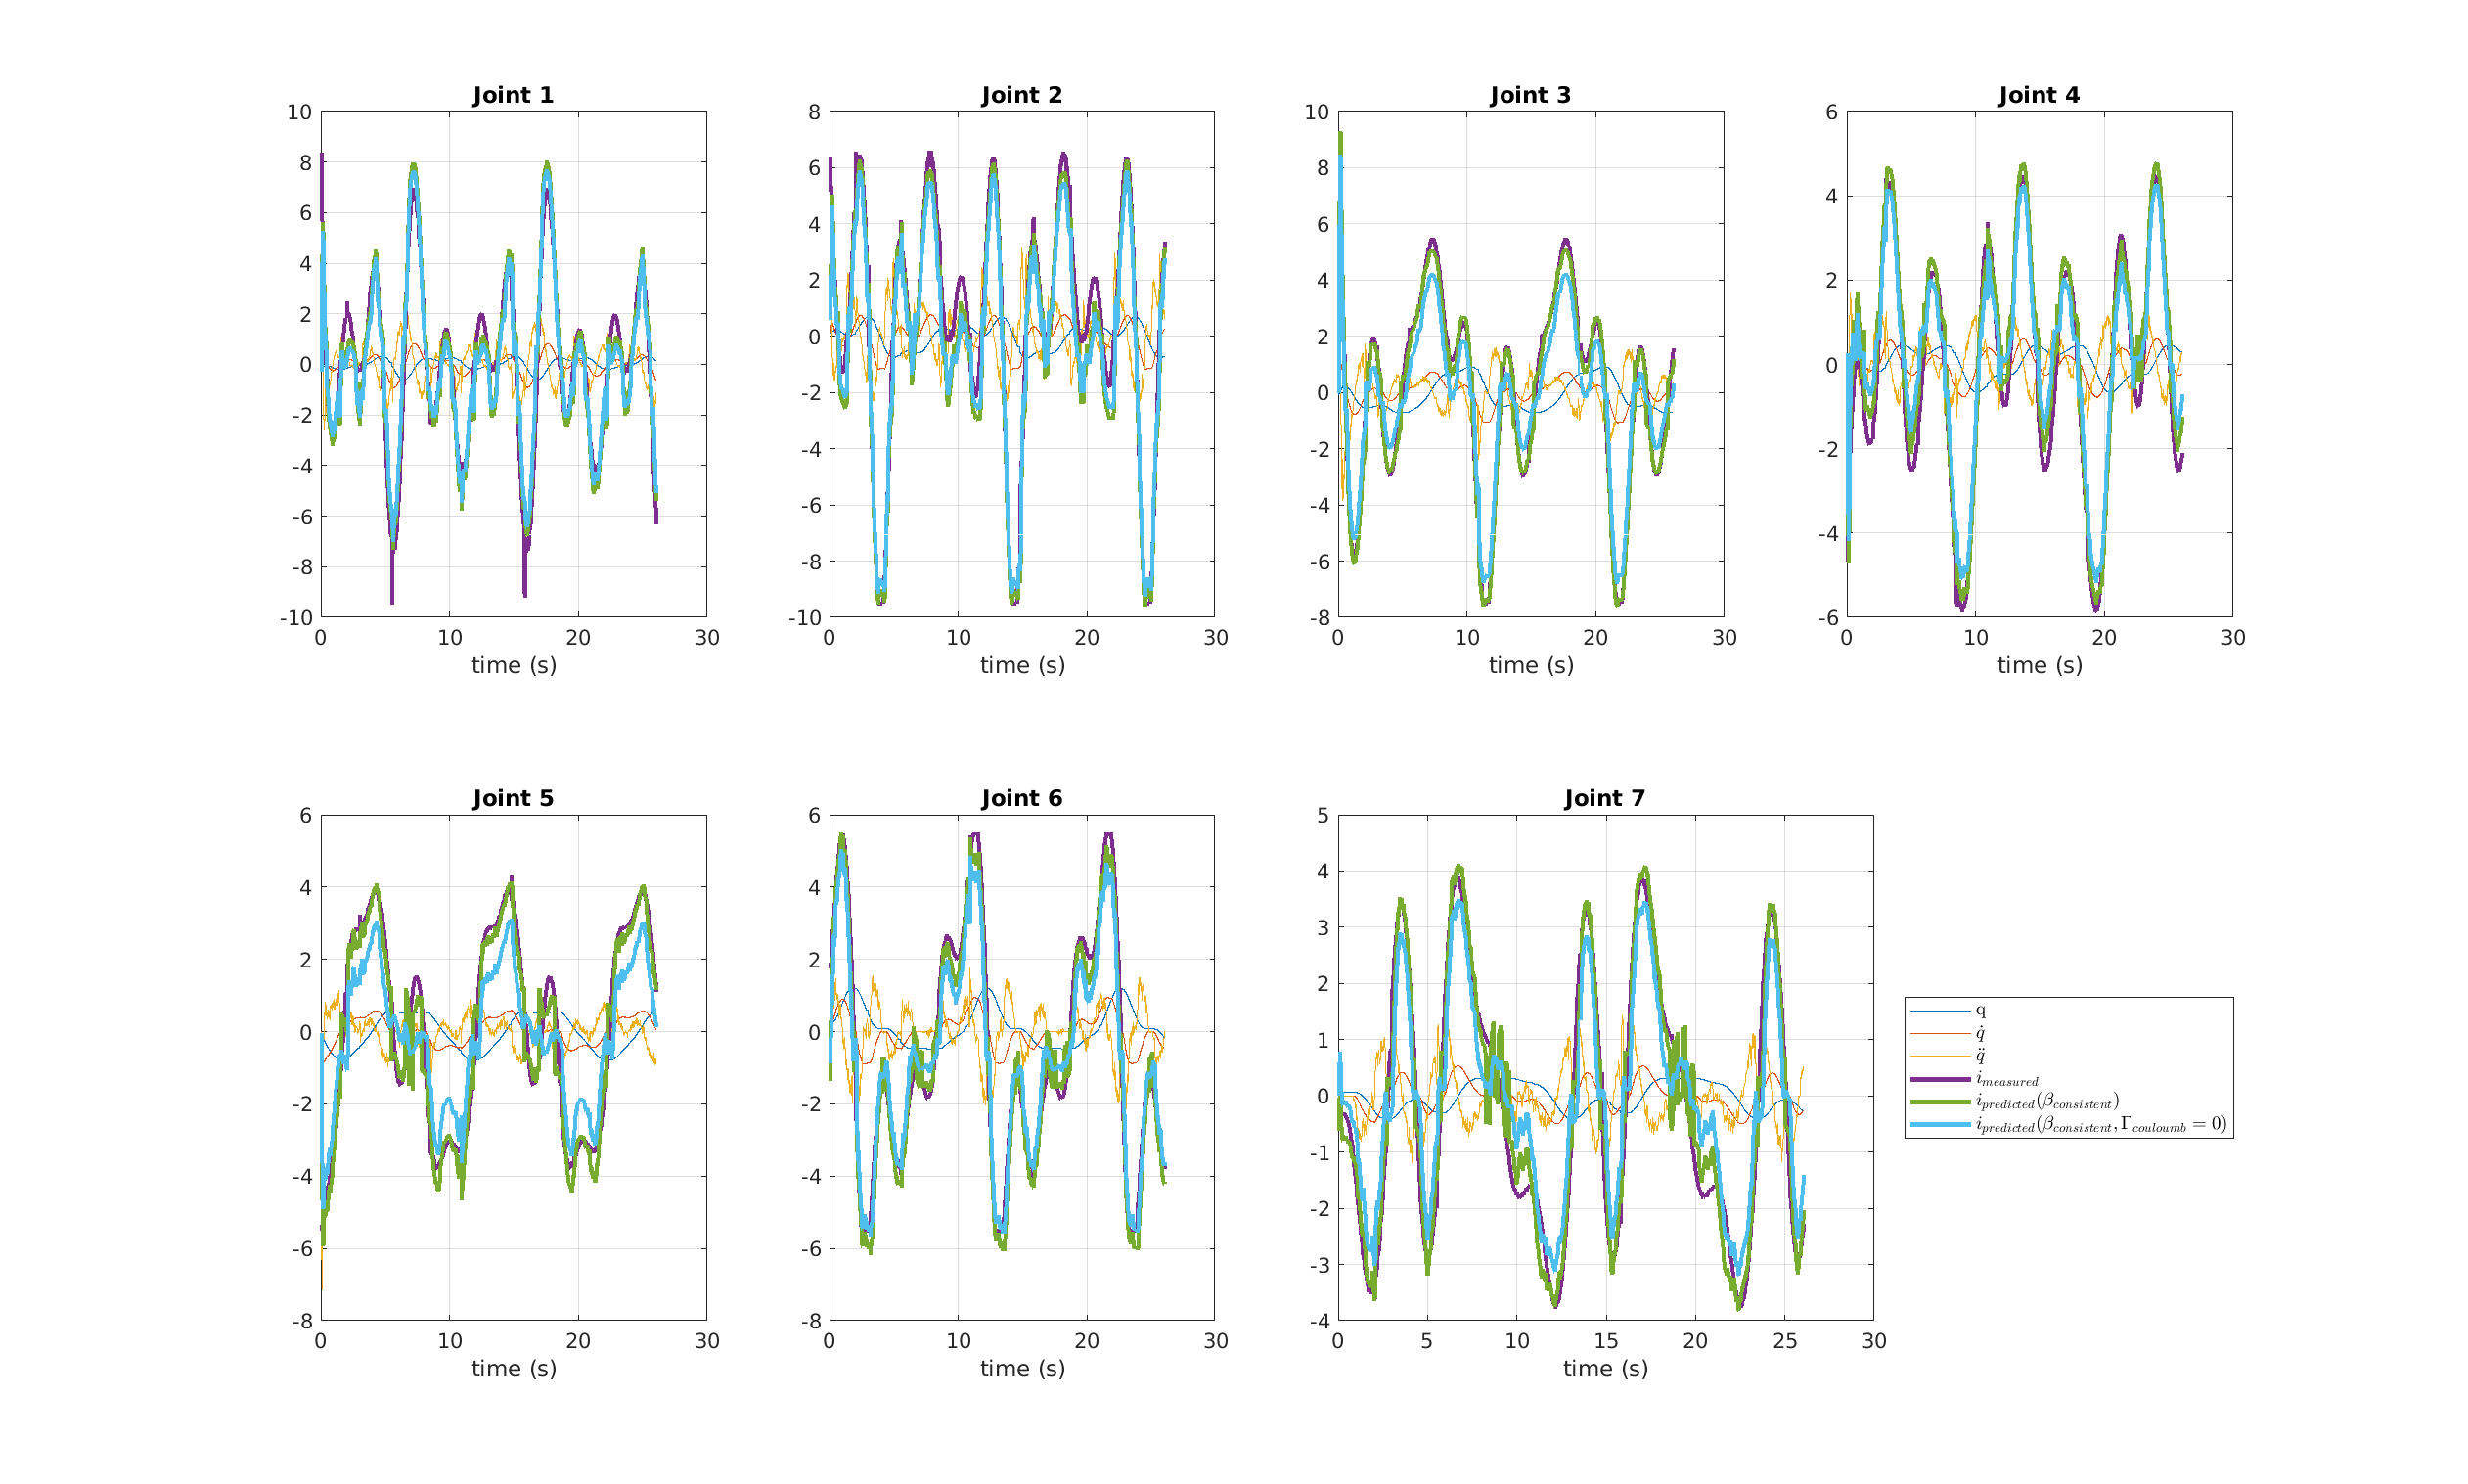 Joint 1
10
8
6
4
2
0
-2
-4
-6
-8
-10
0 10 20 30
time (s)
Joint 2
8
6
4
2
0
-2
-4
-6
-8
-10
0 10 20 30
time (s)
Joint 3
10
8
6
4
2
0
-2
-4
-6
-8
0 10 20 30
time (s)
Joint 4
6
4
2
0
-2
-4
-6
0 10 20 30
time (s)
Joint 5
6
4
2
0
-2
-4
-6
-8
0 10 20 30
time (s)
Joint 6
6
4
2
0
-2
-4
-6
-8
0 10 20 30
time (s)
Joint 7
5
4
3
2
1
0
-1
-2
-3
-4
0 5 10 15 20 25 30
time (s)
q
q̇
q̈
i_measured
i_predicted(β_consistent)
i_predicted(β_consistent, Γ_couloumb = 0)